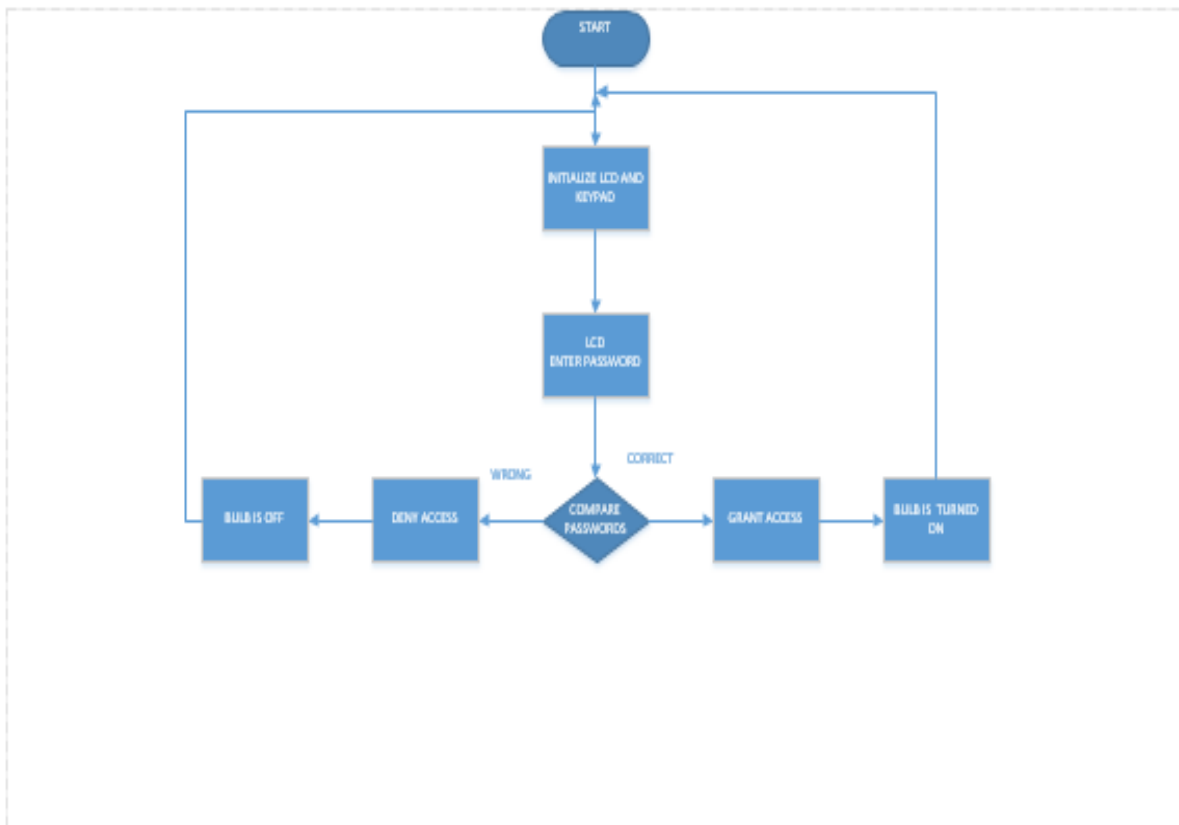 START
INITIALIZE LCD AND
KEYPAD
LCD
ENTER PASSWORD
WRONG
CORRECT
BULB IS OFF
DENY ACCESS
COMPARE
PASSWORDS
GRANT ACCESS
BULB IS TURNED
ON